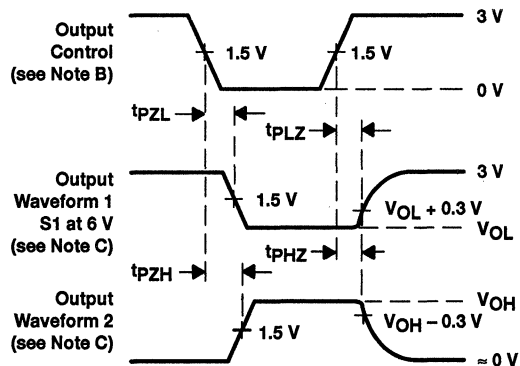 Output
Control
(see Note B)
1.5 V
1.5 V
3 V
0 V
tPZL
tPLZ
Output
Waveform 1
S1 at 6 V
(see Note C)
1.5 V
3 V
VOL + 0.3 V
VOL
tPZH
tPHZ
Output
Waveform 2
(see Note C)
1.5 V
VOH
VOH – 0.3 V
≈ 0 V